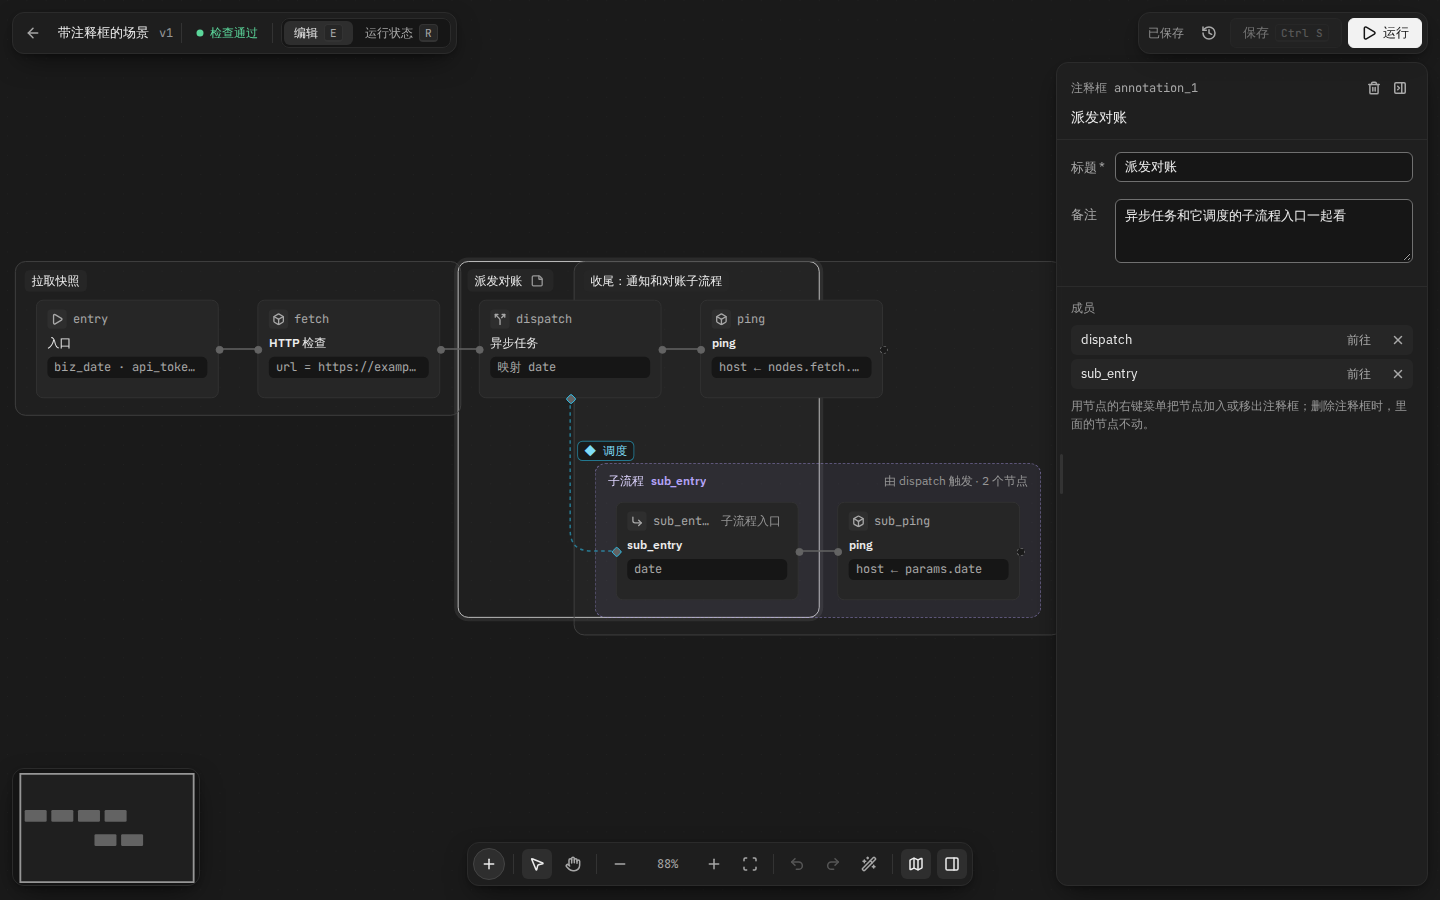 带注释框的场景 v1 检查通过 编辑 E 运行状态 R
已保存 保存 Ctrl S 运行
注释框 annotation_1
派发对账
标题* 派发对账
备注 异步任务和它调度的子流程入口一起看
成员
dispatch 前往
sub_entry 前往
用节点的右键菜单把节点加入或移出注释框；删除注释框时，里
面的节点不动。
拉取快照
entry
入口
biz_date · api_toke…
fetch
HTTP 检查
url = https://examp…
派发对账
收尾：通知和对账子流程
dispatch
异步任务
映射 date
ping
ping
host ← nodes.fetch.…
调度
子流程 sub_entry
由 dispatch 触发 · 2 个节点
sub_ent… 子流程入口
sub_entry
date
sub_ping
ping
host ← params.date
88%